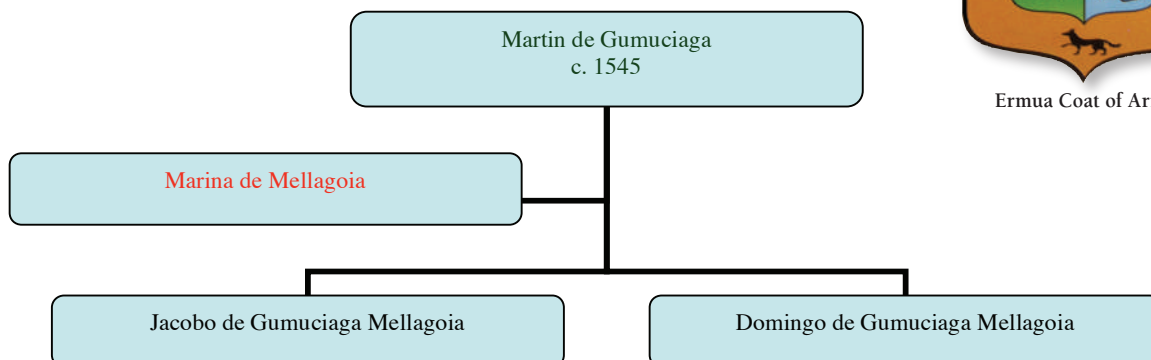 Martin de Gumuciaga
c. 1545
Ermua Coat of Ar
Marina de Mellagoia
Jacobo de Gumuciaga Mellagoia
Domingo de Gumuciaga Mellagoia